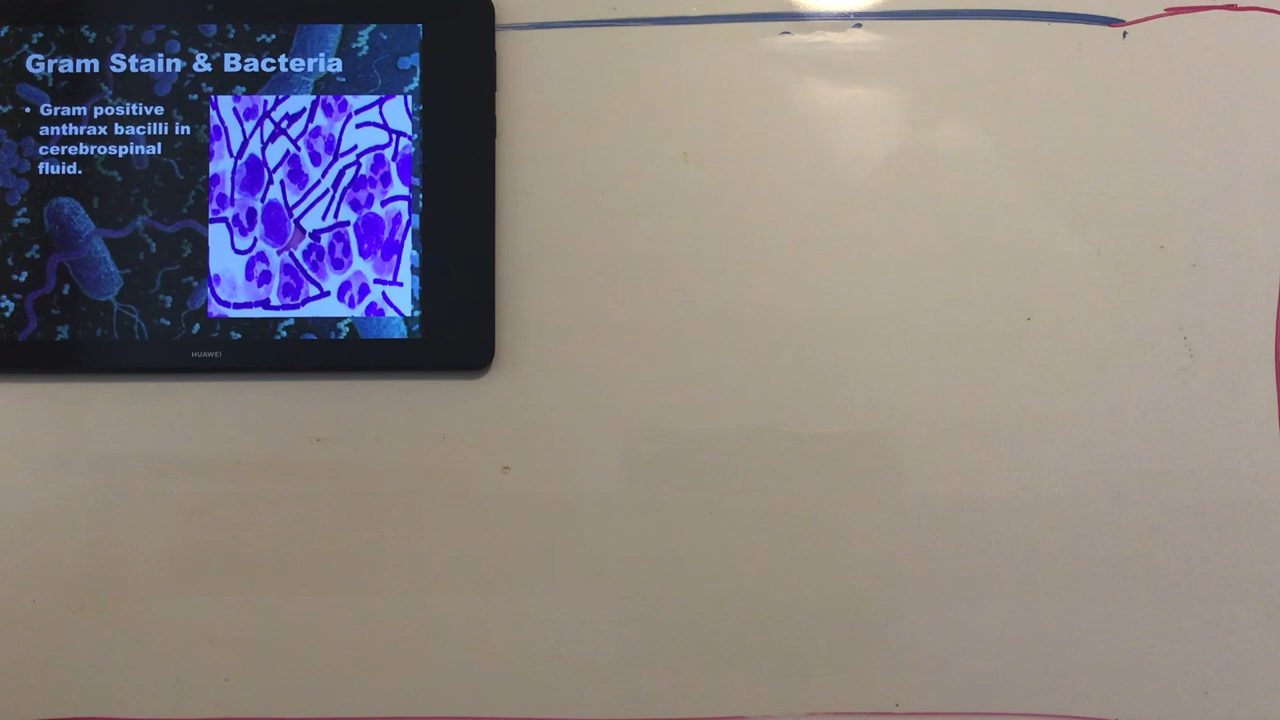 Gram Stain & Bacteria
• Gram positive
anthrax bacilli in
cerebrospinal
fluid.
HUAWEI